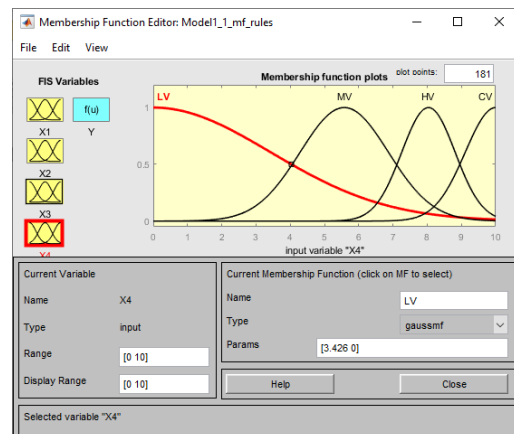 Membership Function Editor: Model1_1_mf_rules
File Edit View
FIS Variables
f(u)
X1 Y
X2
X3
X4
Membership function plots plot points: 181
LV MV HV CV
1
0.5
0
0 1 2 3 4 5 6 7 8 9 10
input variable "X4"
Current Variable
Name X4
Type input
Range [0 10]
Display Range [0 10]
Current Membership Function (click on MF to select)
Name LV
Type gaussmf
Params [3.426 0]
Help Close
Selected variable "X4"